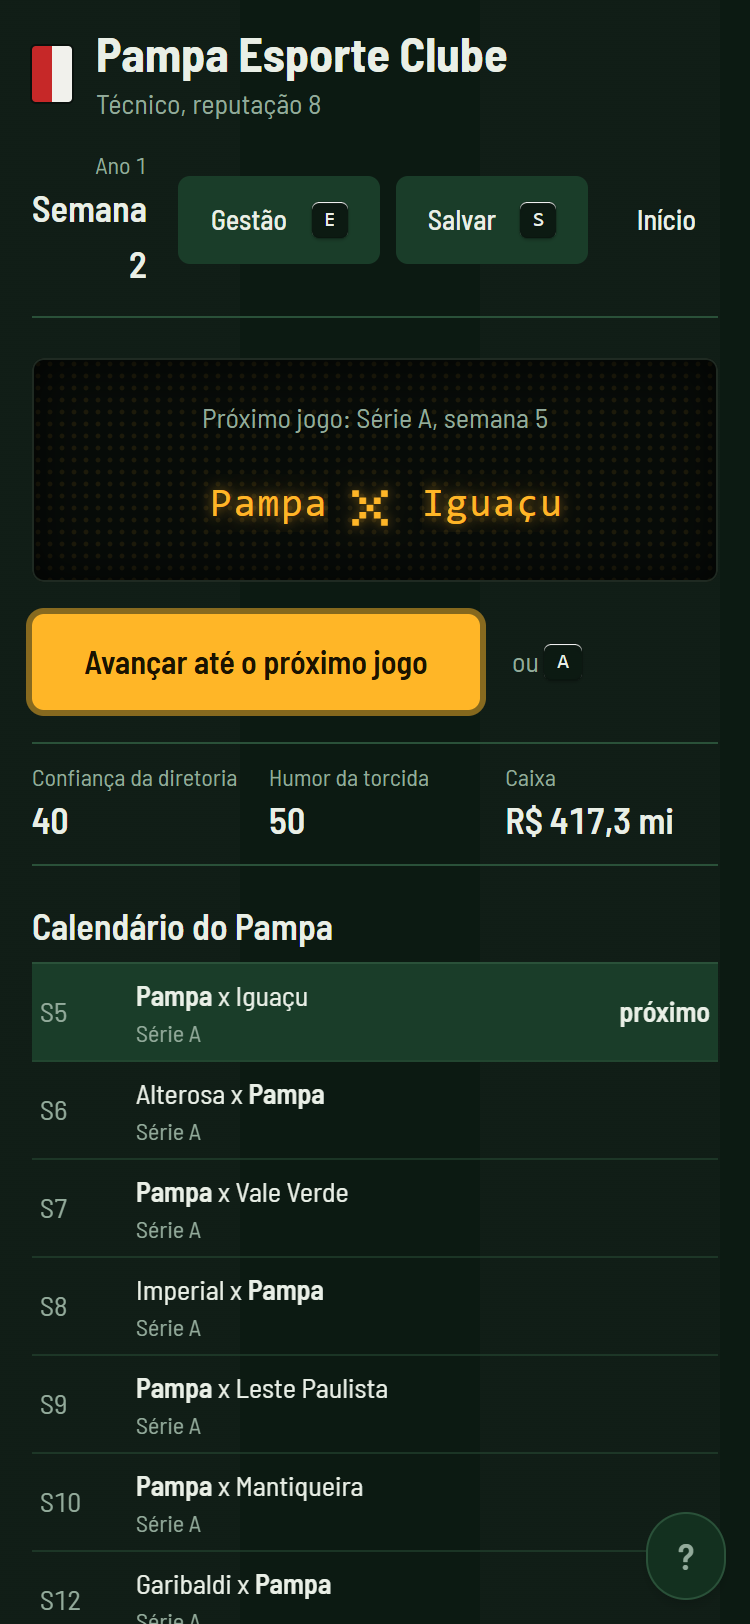 Pampa Esporte Clube
Técnico, reputação 8
Ano 1
Semana
2
Gestão E
Salvar S
Início
Próximo jogo: Série A, semana 5
Pampa x Iguaçu
Avançar até o próximo jogo
ou A
Confiança da diretoria
40
Humor da torcida
50
Caixa
R$ 417,3 mi
Calendário do Pampa
S5
Pampa x Iguaçu
Série A
próximo
S6
Alterosa x Pampa
Série A
S7
Pampa x Vale Verde
Série A
S8
Imperial x Pampa
Série A
S9
Pampa x Leste Paulista
Série A
S10
Pampa x Mantiqueira
Série A
?
S12
Garibaldi x Pampa
Série A